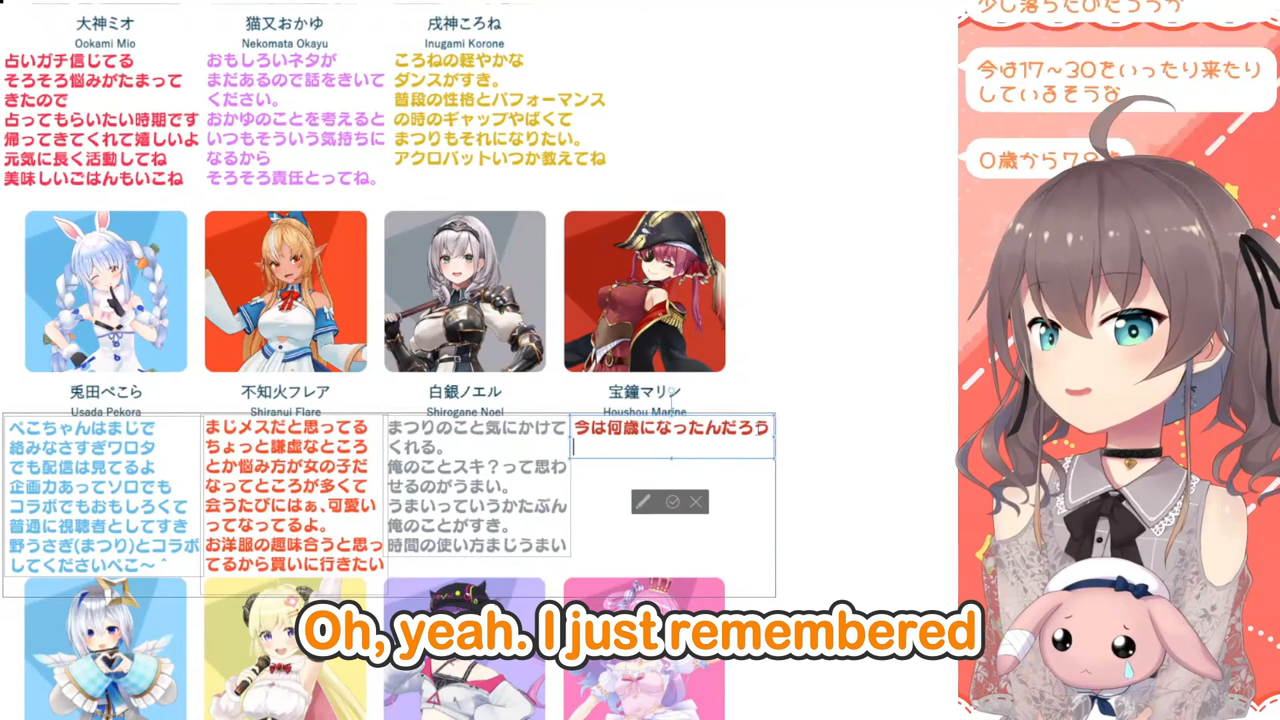 大神ミオ
Ookami Mio
占いガチ信じてる
そろそろ悩みがたまって
きたので
占ってもらいたい時期です
帰ってきてくれて嬉しいよ
元気に長く活動してね
美味しいごはんもいこね
猫又おかゆ
Nekomata Okayu
おもしろいネタが
まだあるので話をきいて
ください。
おかゆのことを考えると
いつもそういう気持ちに
なるから
そろそろ責任とってね。
戌神ころね
Inugami Korone
ころねの軽やかな
ダンスがすき。
普段の性格とパフォーマンス
の時のギャップやばくて
まつりもそれになりたい。
アクロバットいつか教えてね
兎田ぺこら
Usada Pekora
ぺこちゃんはまじで
絡みなさすぎワロタ
でも配信は見てるよ
企画力あってソロでも
コラボでもおもしろくて
普通に視聴者としてすき
野うさぎ(まつり)とコラボ
してくださいぺこ〜＾
不知火フレア
Shiranui Flare
まじメスだと思ってる
ちょっと謙虚なところ
とか悩み方が女の子だ
なってところが多くて
会うたびにはぁ、可愛い
ってなってるよ。
お洋服の趣味合うと思っ
てるから買いに行きたい
白銀ノエル
Shirogane Noel
まつりのこと気にかけて
くれる。
俺のことスキ？って思わ
せるのがうまい。
うまいっていうかたぶん
俺のことがすき。
時間の使い方まじうまい
宝鐘マリン
Houshou Marine
今は何歳になったんだろう
今は17～30をいったり来たり
しているそうな
0歳から78
Oh, yeah. I just remembered